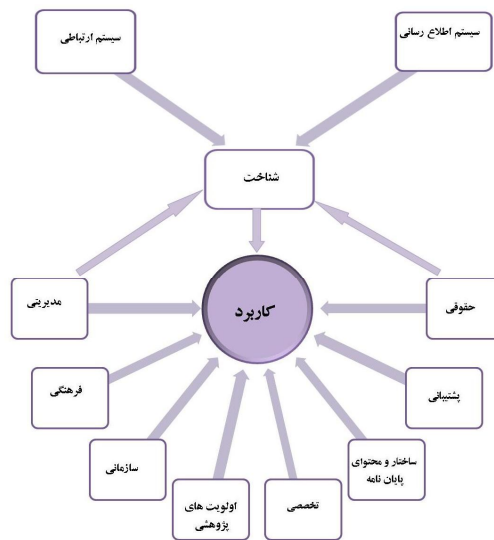 سیستم اطلاع رسانی
سیستم ارتباطی
شناخت
حقوقی
مدیریتی
کاربرد
پشتیبانی
فرهنگی
ساختار و محتوای
پایان نامه
سازمانی
تخصصی
اولویت های
پژوهشی